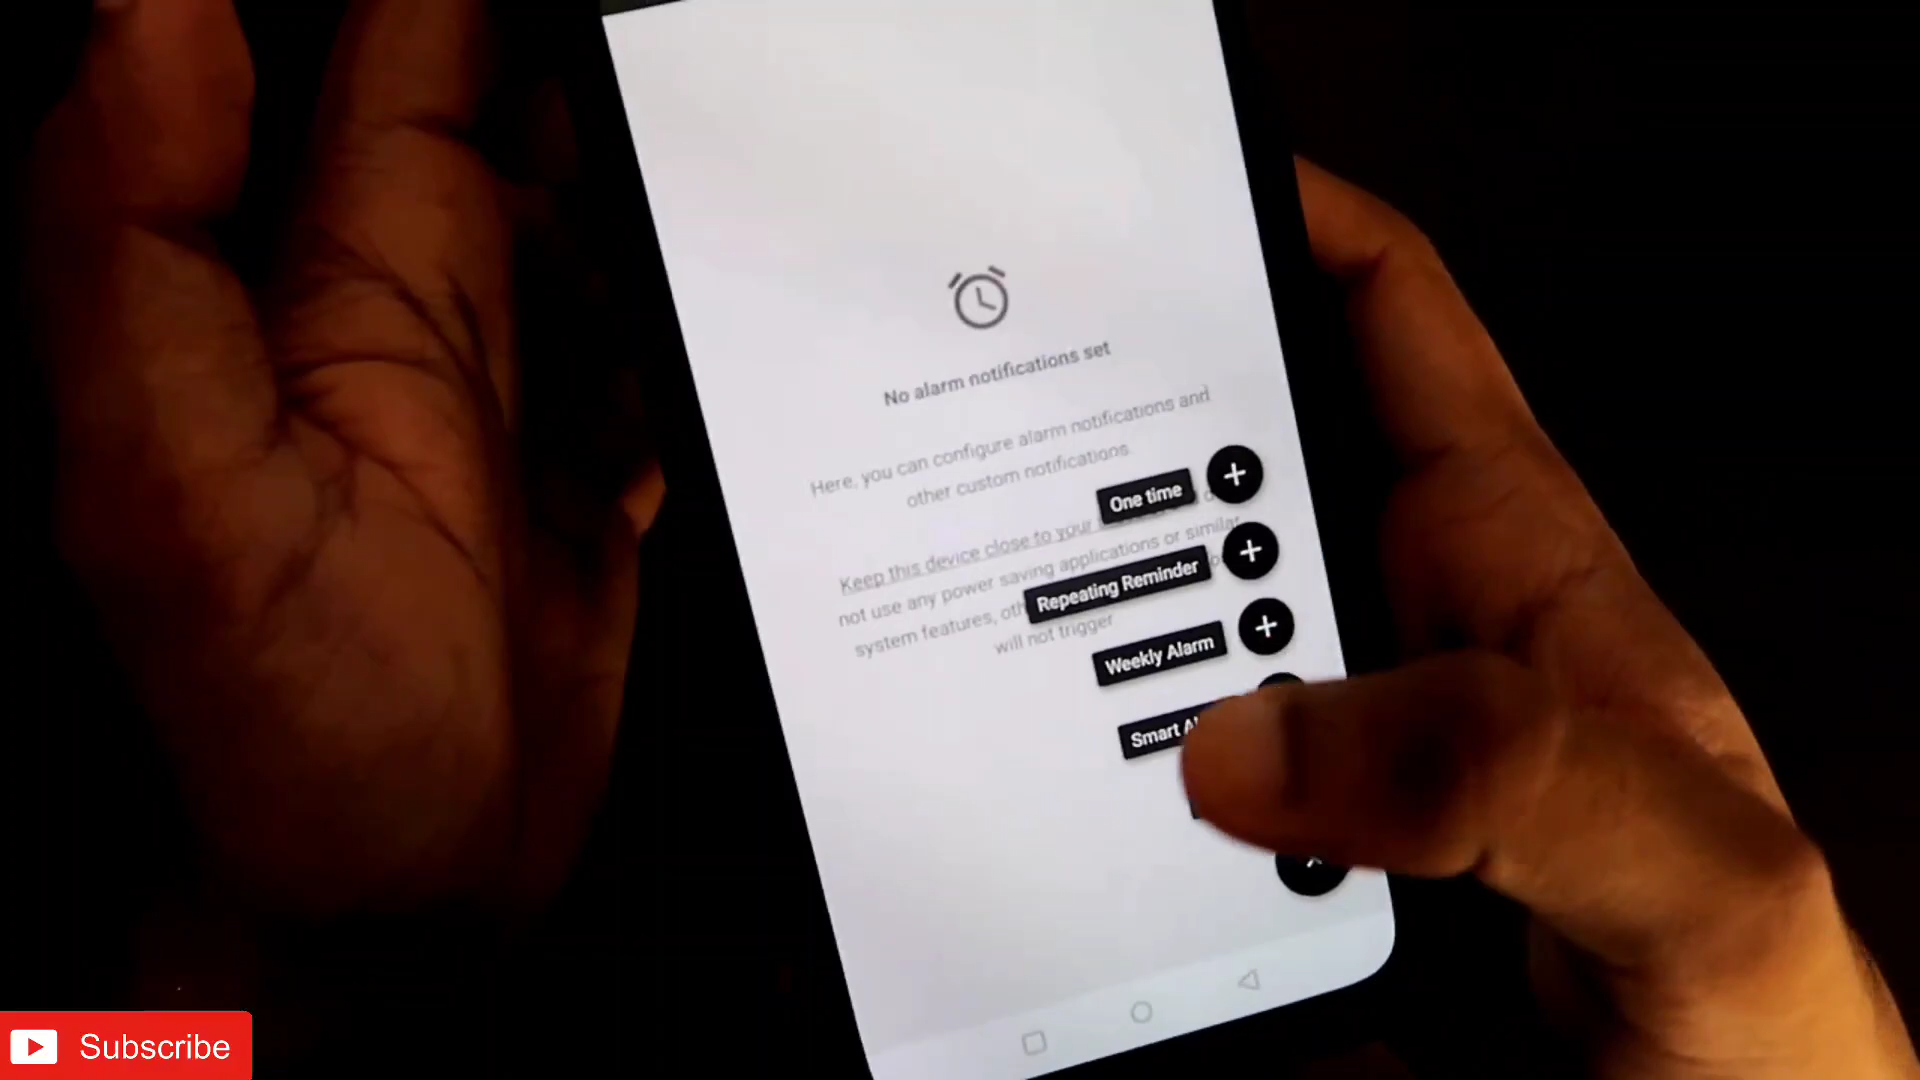 No alarm notifications set
Here, you can configure alarm notifications and
other custom notifications.
One time
Keep this device close to your
not use any power saving applications or similar
Repeating Reminder
system features,
will not trigger
Weekly Alarm
Smart
Subscribe